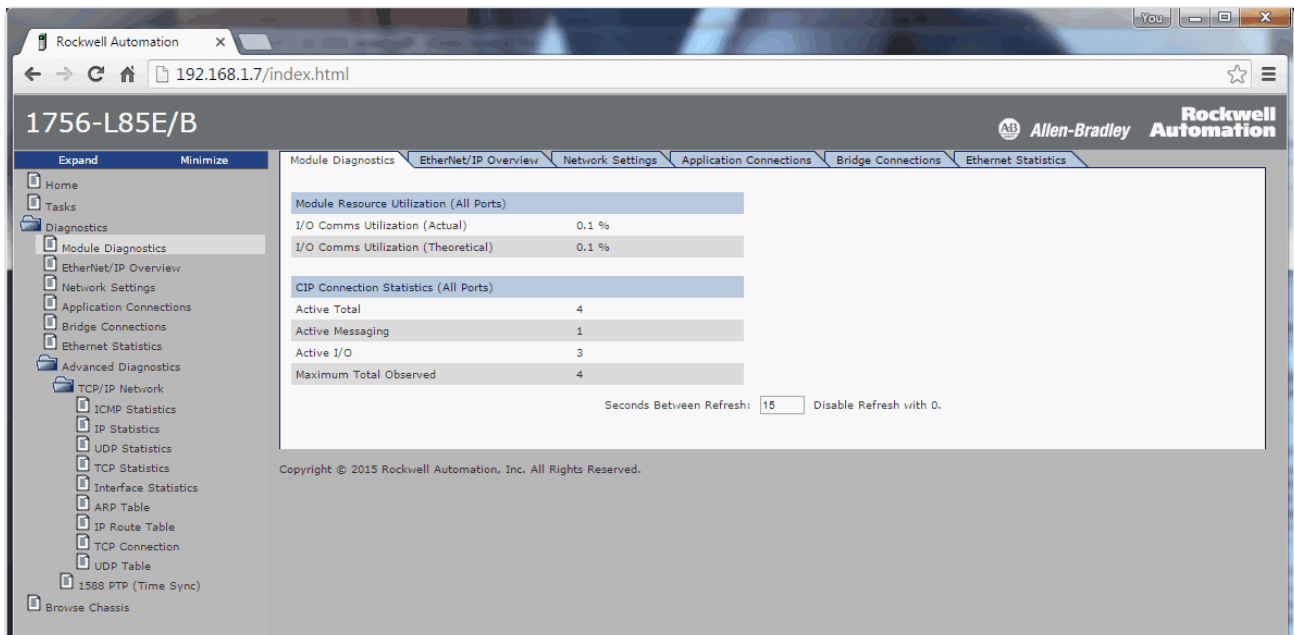 You
Rockwell Automation
192.168.1.7/index.html
1756-L85E/B
AB Allen-Bradley Rockwell Automation
Expand Minimize
Home
Tasks
Diagnostics
Module Diagnostics
EtherNet/IP Overview
Network Settings
Application Connections
Bridge Connections
Ethernet Statistics
Advanced Diagnostics
TCP/IP Network
ICMP Statistics
IP Statistics
UDP Statistics
TCP Statistics
Interface Statistics
ARP Table
IP Route Table
TCP Connection
UDP Table
1588 PTP (Time Sync)
Browse Chassis
Module Diagnostics EtherNet/IP Overview Network Settings Application Connections Bridge Connections Ethernet Statistics
Module Resource Utilization (All Ports)
I/O Comms Utilization (Actual) 0.1 %
I/O Comms Utilization (Theoretical) 0.1 %
CIP Connection Statistics (All Ports)
Active Total 4
Active Messaging 1
Active I/O 3
Maximum Total Observed 4
Seconds Between Refresh: 15 Disable Refresh with 0.
Copyright © 2015 Rockwell Automation, Inc. All Rights Reserved.